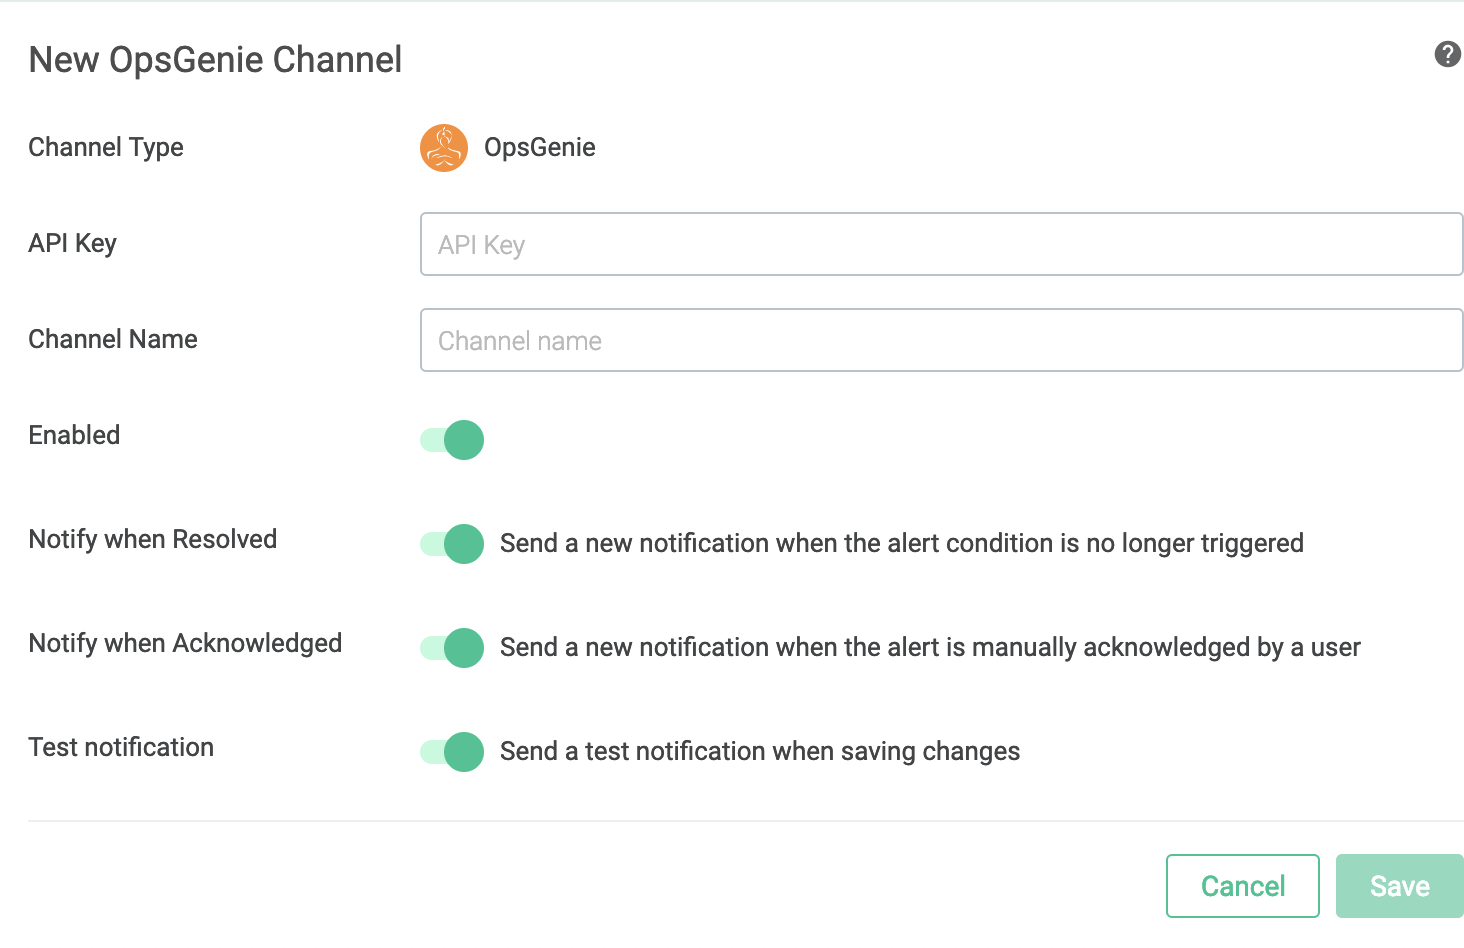 New OpsGenie Channel
?
Channel Type
OpsGenie
API Key
API Key
Channel Name
Channel name
Enabled
Notify when Resolved
Send a new notification when the alert condition is no longer triggered
Notify when Acknowledged
Send a new notification when the alert is manually acknowledged by a user
Test notification
Send a test notification when saving changes
Cancel
Save